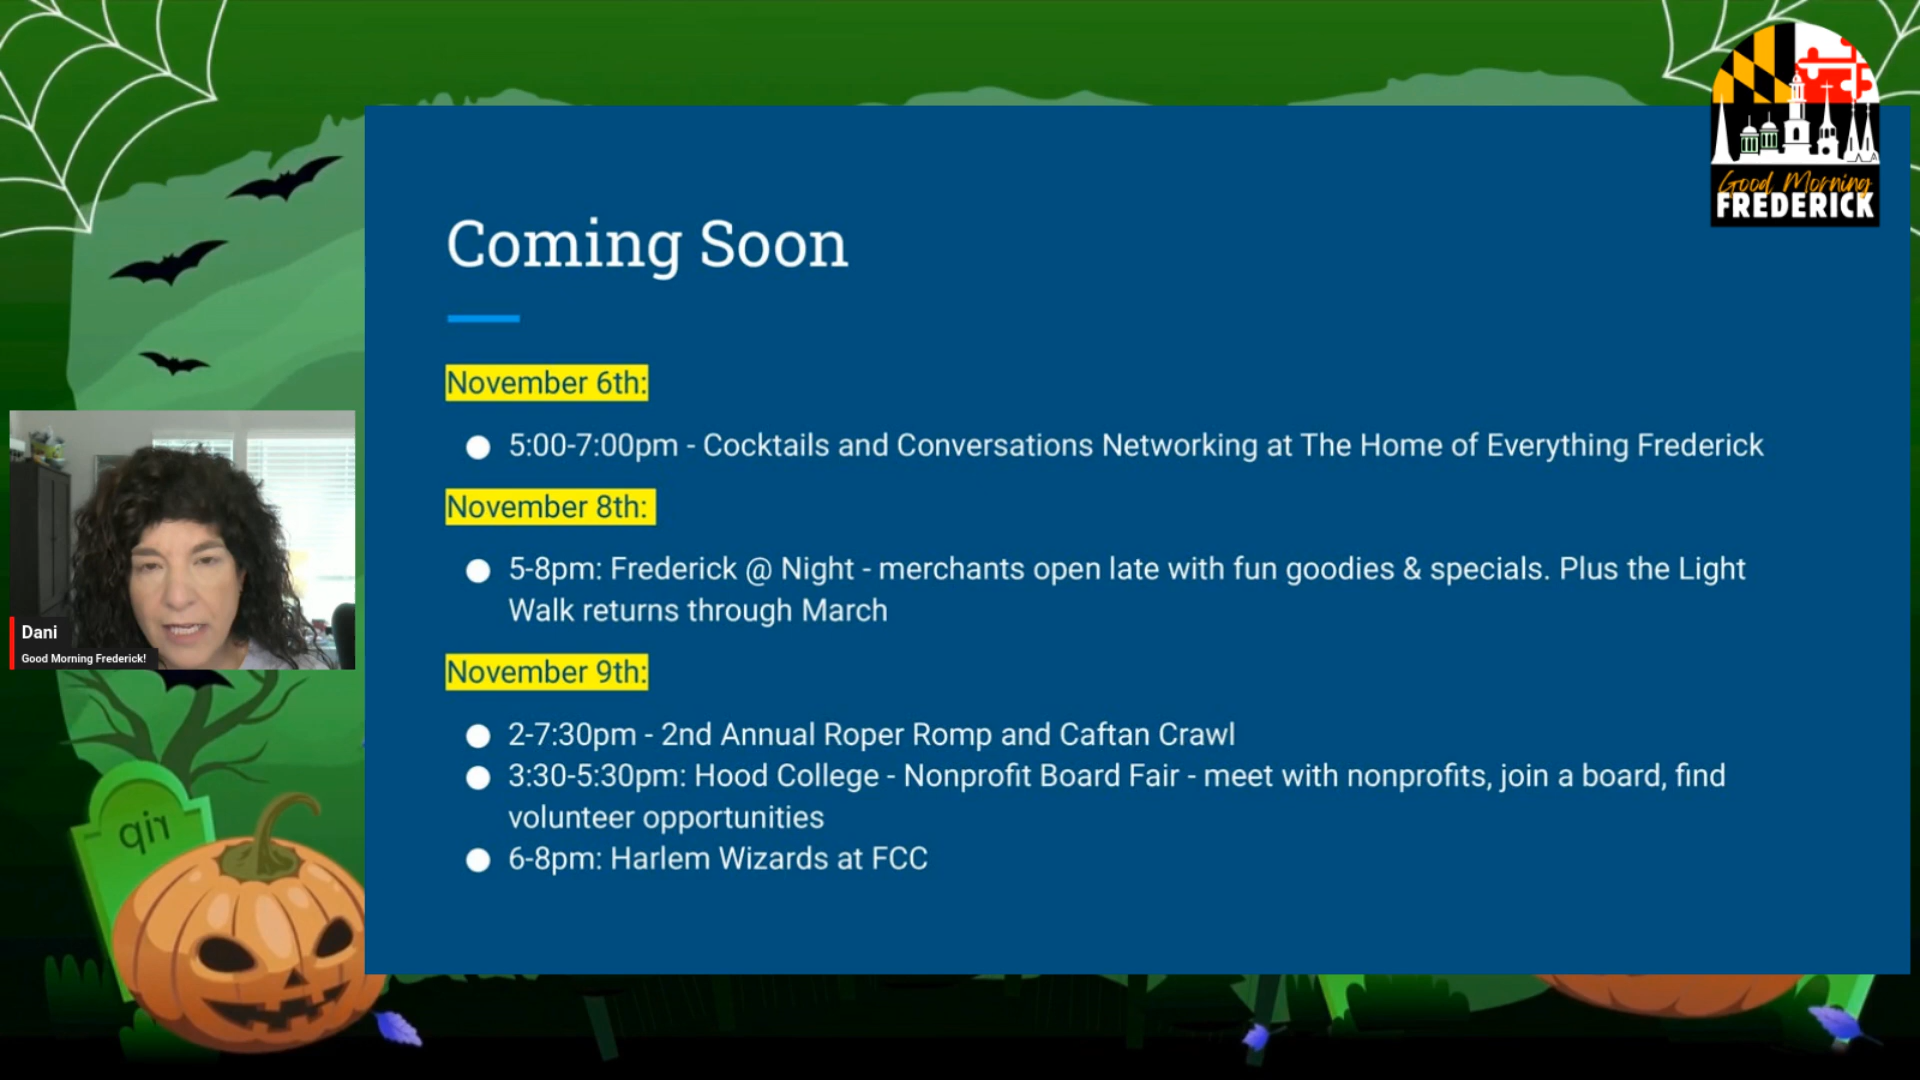 Good Morning
FREDERICK
Coming Soon
November 6th:
5:00-7:00pm - Cocktails and Conversations Networking at The Home of Everything Frederick
November 8th:
5-8pm: Frederick @ Night - merchants open late with fun goodies & specials. Plus the Light
Walk returns through March
November 9th:
2-7:30pm - 2nd Annual Roper Romp and Caftan Crawl
3:30-5:30pm: Hood College - Nonprofit Board Fair - meet with nonprofits, join a board, find
volunteer opportunities
6-8pm: Harlem Wizards at FCC
Dani
Good Morning Frederick!
rip